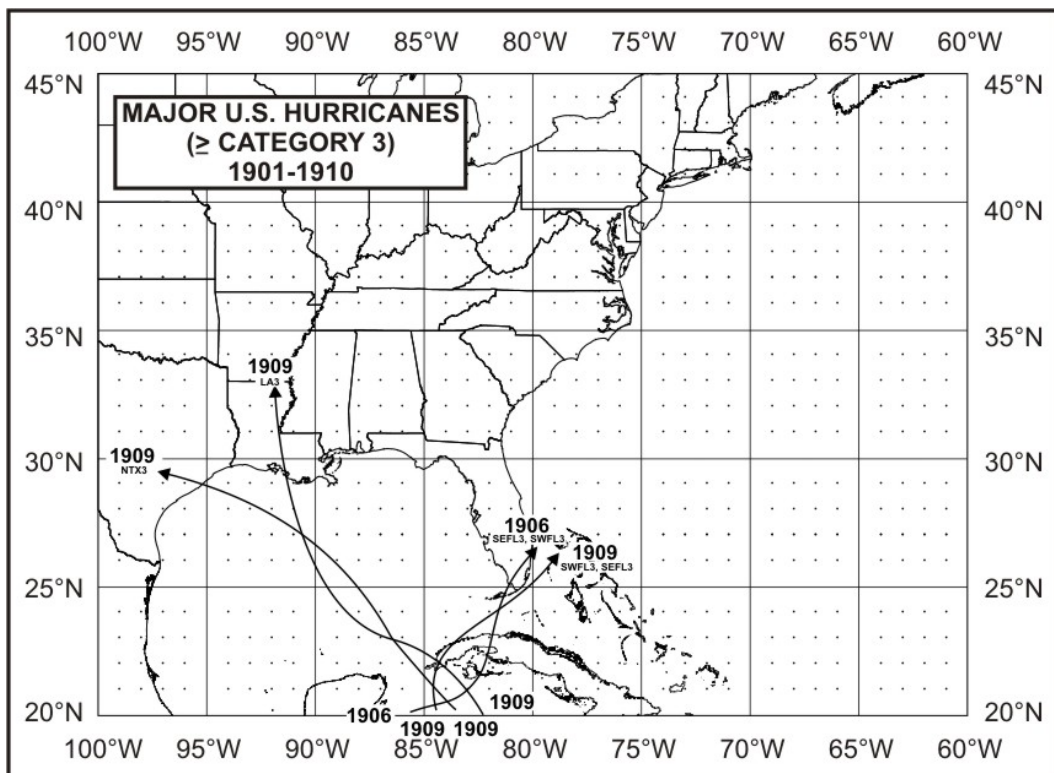 100°W 95°W 90°W 85°W 80°W 75°W 70°W 65°W 60°W
45°N 45°N
MAJOR U.S. HURRICANES
(≥ CATEGORY 3)
1901-1910
40°N 40°N
35°N 35°N
1909
LA3
1909
NTX3
30°N 30°N
1906
SEFL3, SWFL3
1909
SWFL3, SEFL3
25°N 25°N
1909
20°N 1906 20°N
1909 1909
100°W 95°W 90°W 85°W 80°W 75°W 70°W 65°W 60°W